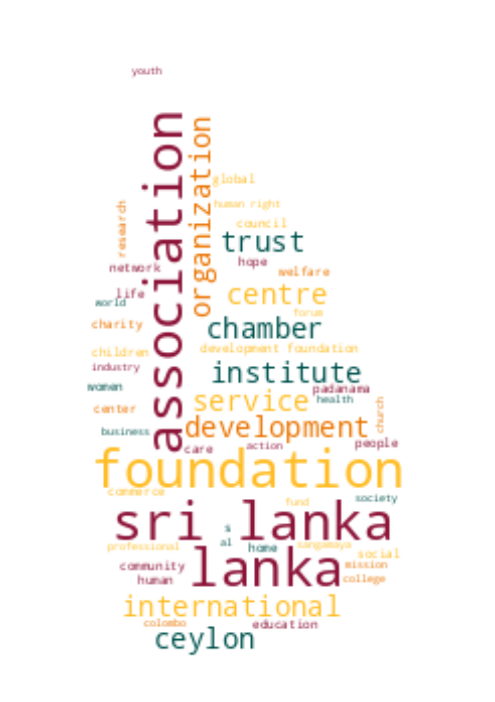 youth
association
organization
global
research
human right
council
trust
network
hope
welfare
life
world
centre
forum
charity
chamber
children
development foundation
industry
institute
women
padanama
service
health
center
church
development
business
people
care
action
foundation
commerce
society
fund
sri lanka
s
al
professional
home
sangamaya
social
community
lanka
mission
human
college
international
colombo
education
ceylon